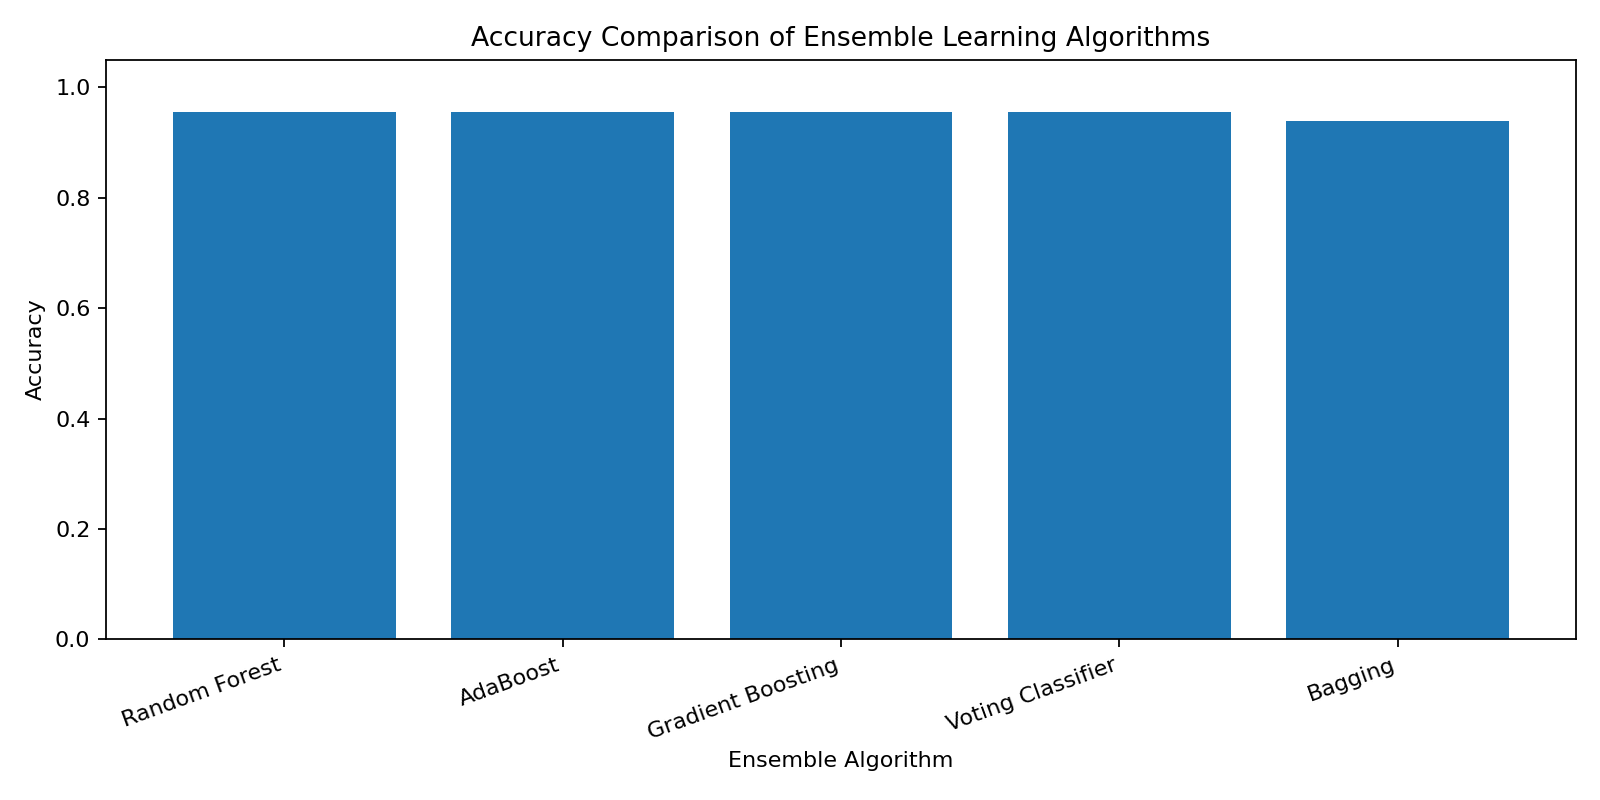 Accuracy Comparison of Ensemble Learning Algorithms
Accuracy
1.0
0.8
0.6
0.4
0.2
0.0
Random Forest
AdaBoost
Gradient Boosting
Voting Classifier
Bagging
Ensemble Algorithm